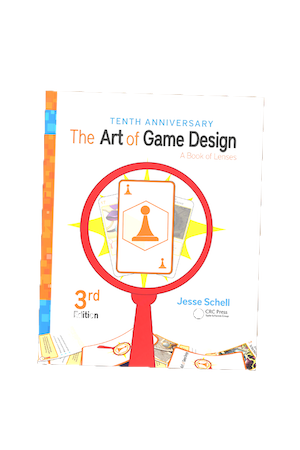 TENTH ANNIVERSARY
The Art of Game Design
A Book of Lenses
3rd
Edition
Jesse Schell
CRC Press